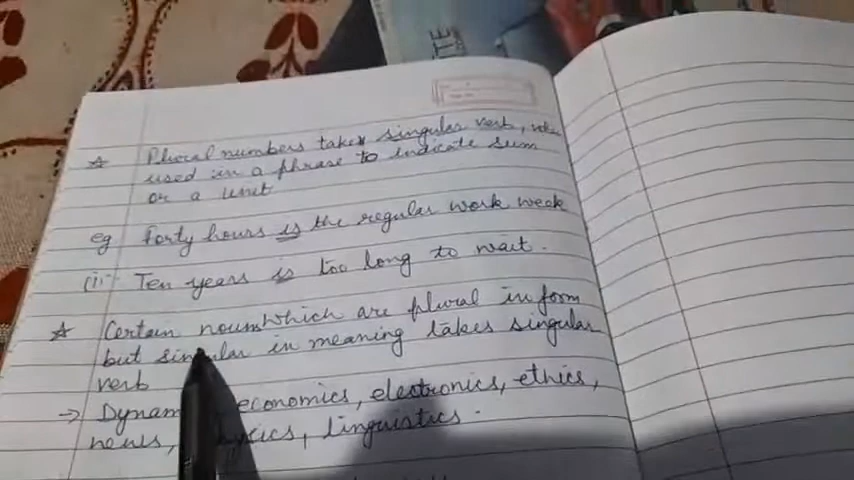 ITE
☆ Plural numbers takes singular verb, when
used in a phrase to indicate sum
or a unit
eg Forty hours is the regular work week
(ii) Ten years is too long to wait.
☆ Certain noun which are plural in form
but singular in meaning takes singular
verb
→ economics, electronics, ethics,
news, linguistics.